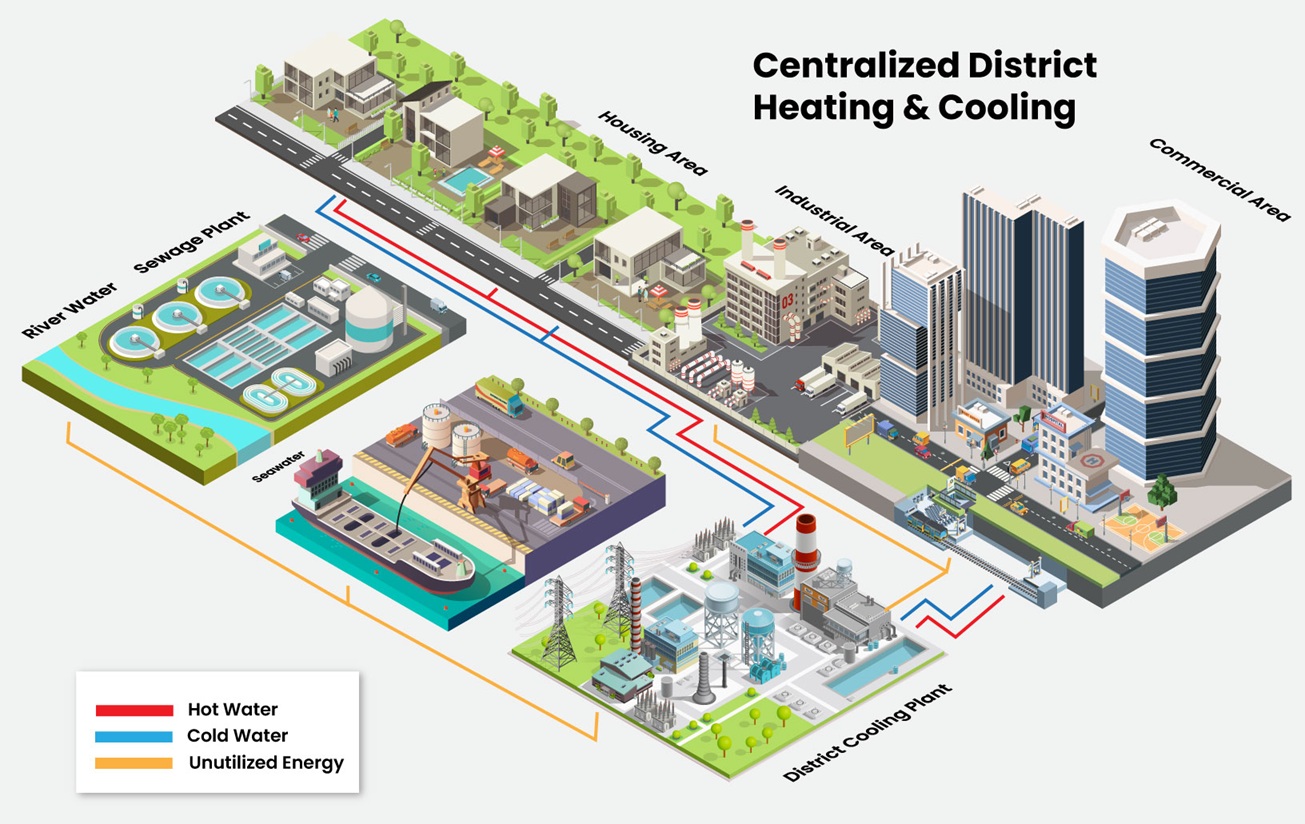 Centralized District
Heating & Cooling
Housing Area
Commercial Area
Industrial Area
Sewage Plant
River Water
03
Seawater
H
District Cooling Plant
Hot Water
Cold Water
Unutilized Energy